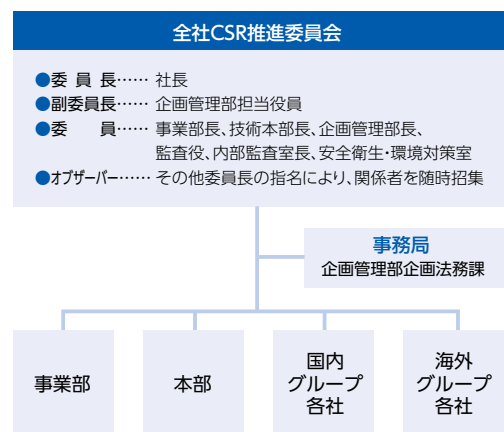 全社CSR推進委員会
●委 員 長…… 社長
●副委員長…… 企画管理部担当役員
●委　　員…… 事業部長、技術本部長、企画管理部長、
監査役、内部監査室長、安全衛生・環境対策室
●オブザーバー…… その他委員長の指名により、関係者を随時招集
事務局
企画管理部企画法務課
事業部
本部
国内
グループ
各社
海外
グループ
各社